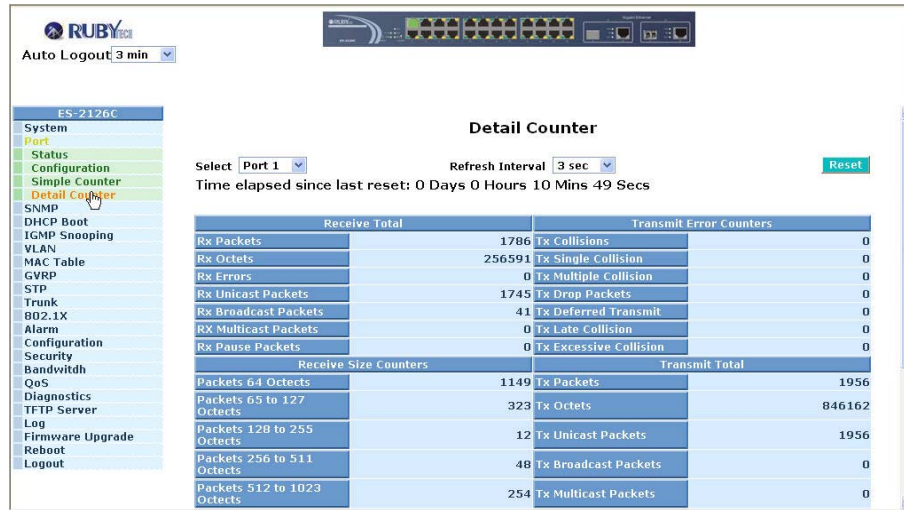 RUBYTECH
Auto Logout 3 min
ES-2126C
System
Port
Status
Configuration
Simple Counter
Detail Counter
SNMP
DHCP Boot
IGMP Snooping
VLAN
MAC Table
GVRP
STP
Trunk
802.1X
Alarm
Configuration
Security
Bandwitdh
QoS
Diagnostics
TFTP Server
Log
Firmware Upgrade
Reboot
Logout
Detail Counter
Select Port 1 Refresh Interval 3 sec Reset
Time elapsed since last reset: 0 Days 0 Hours 10 Mins 49 Secs
Receive Total Transmit Error Counters
Rx Packets 1786 Tx Collisions 0
Rx Octets 256591 Tx Single Collision 0
Rx Errors 0 Tx Multiple Collision 0
Rx Unicast Packets 1745 Tx Drop Packets 0
Rx Broadcast Packets 41 Tx Deferred Transmit 0
RX Multicast Packets 0 Tx Late Collision 0
Rx Pause Packets 0 Tx Excessive Collision 0
Receive Size Counters Transmit Total
Packets 64 Octects 1149 Tx Packets 1956
Packets 65 to 127
Octects 323 Tx Octets 846162
Packets 128 to 255
Octects 12 Tx Unicast Packets 1956
Packets 256 to 511
Octects 48 Tx Broadcast Packets 0
Packets 512 to 1023
Octects 254 Tx Multicast Packets 0